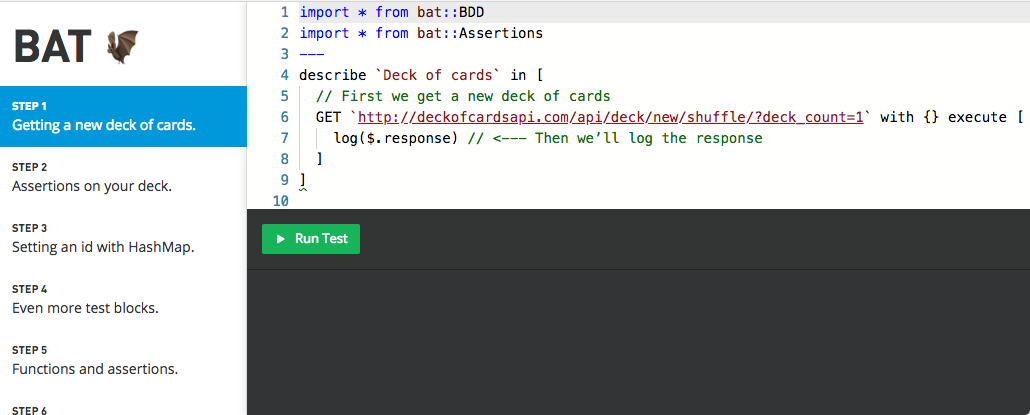 BAT
STEP 1
Getting a new deck of cards.
STEP 2
Assertions on your deck.
STEP 3
Setting an id with HashMap.
STEP 4
Even more test blocks.
STEP 5
Functions and assertions.
STEP 6
1 import * from bat::BDD
2 import * from bat::Assertions
3 ---
4 describe `Deck of cards` in [
5 // First we get a new deck of cards
6 GET `http://deckofcardsapi.com/api/deck/new/shuffle/?deck_count=1` with {} execute [
7 log($.response) // <--- Then we’ll log the response
8 ]
9 ]
10
Run Test